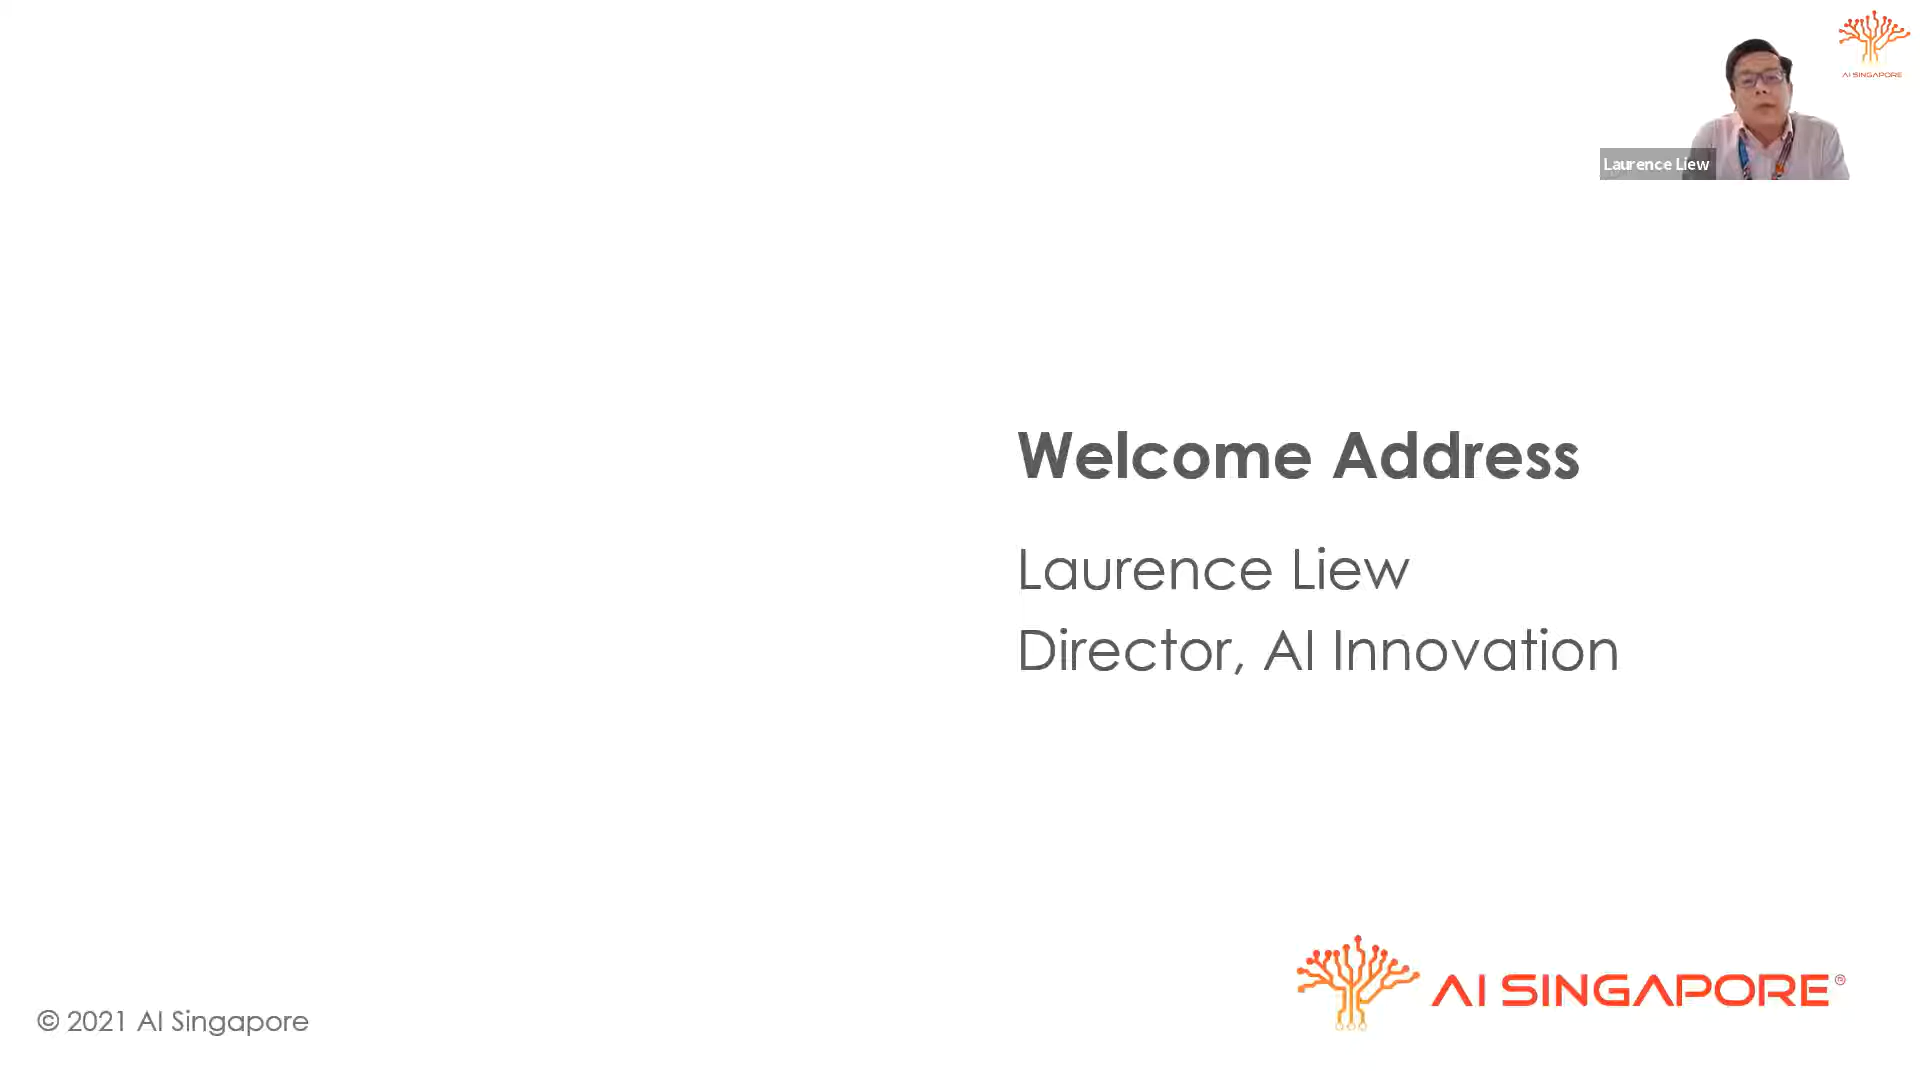 AI SINGAPORE
Laurence Liew
Welcome Address
Laurence Liew
Director, AI Innovation
AI SINGAPORE®
© 2021 AI Singapore